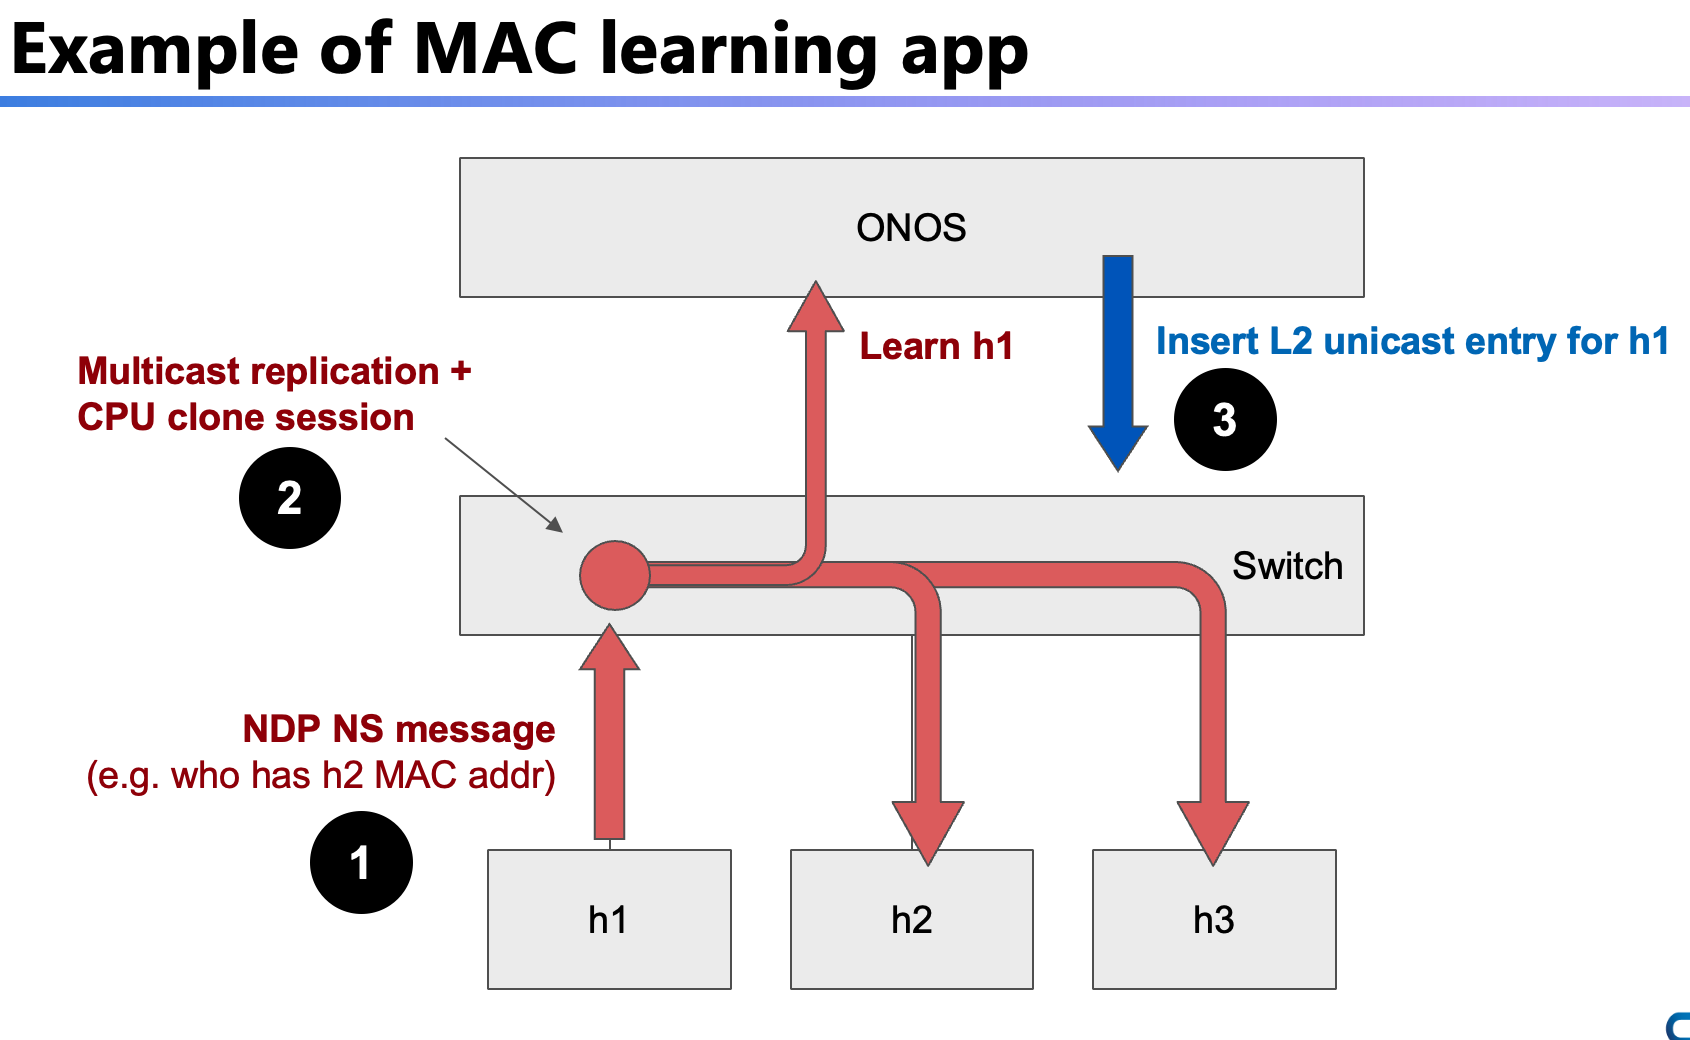 Example of MAC learning app
ONOS
Learn h1
Insert L2 unicast entry for h1
3
Multicast replication +
CPU clone session
2
Switch
NDP NS message
(e.g. who has h2 MAC addr)
1
h1
h2
h3